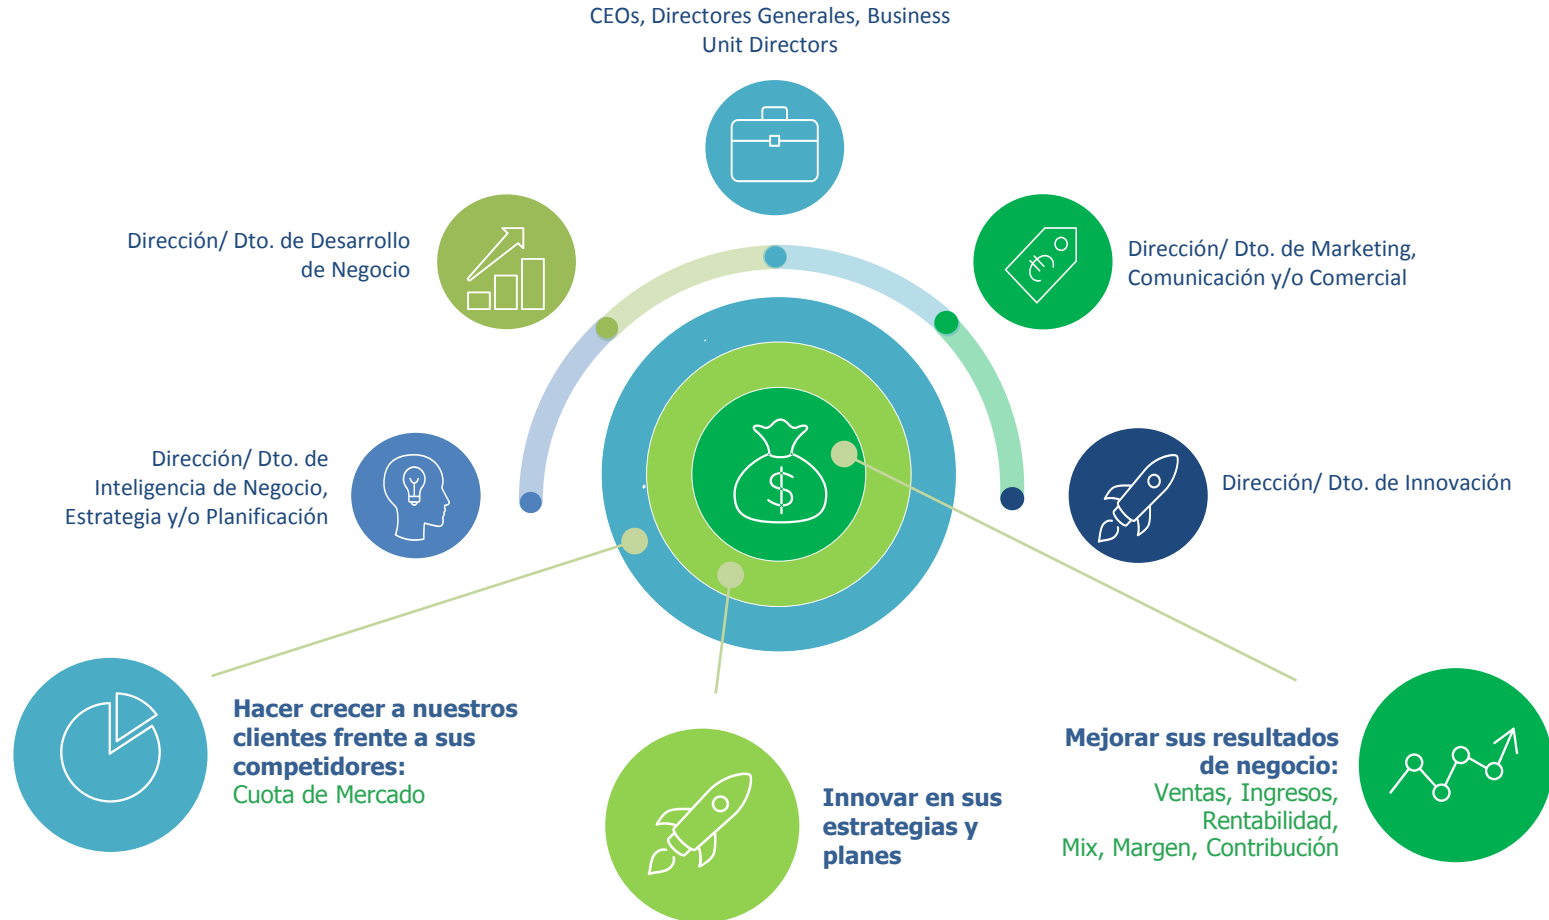 CEOs, Directores Generales, Business
Unit Directors
Dirección/ Dto. de Desarrollo
de Negocio
Dirección/ Dto. de Marketing,
Comunicación y/o Comercial
Dirección/ Dto. de
Inteligencia de Negocio,
Estrategia y/o Planificación
Dirección/ Dto. de Innovación
Hacer crecer a nuestros
clientes frente a sus
competidores:
Cuota de Mercado
Innovar en sus
estrategias y
planes
Mejorar sus resultados
de negocio:
Ventas, Ingresos,
Rentabilidad,
Mix, Margen, Contribución